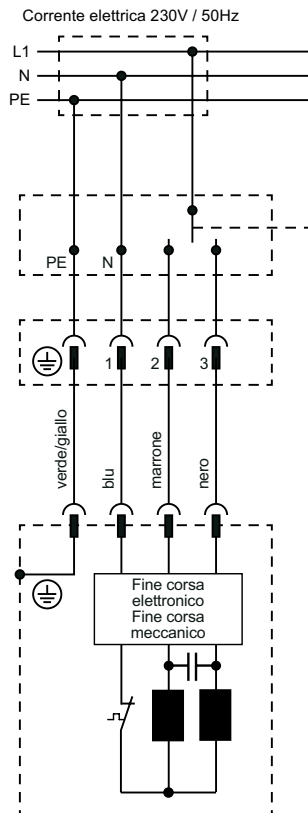 Corrente elettrica 230V / 50Hz
L1
N
PE
PE
N
1
2
3
verde/giallo
blu
marrone
nero
Fine corsa
elettronico
Fine corsa
meccanico